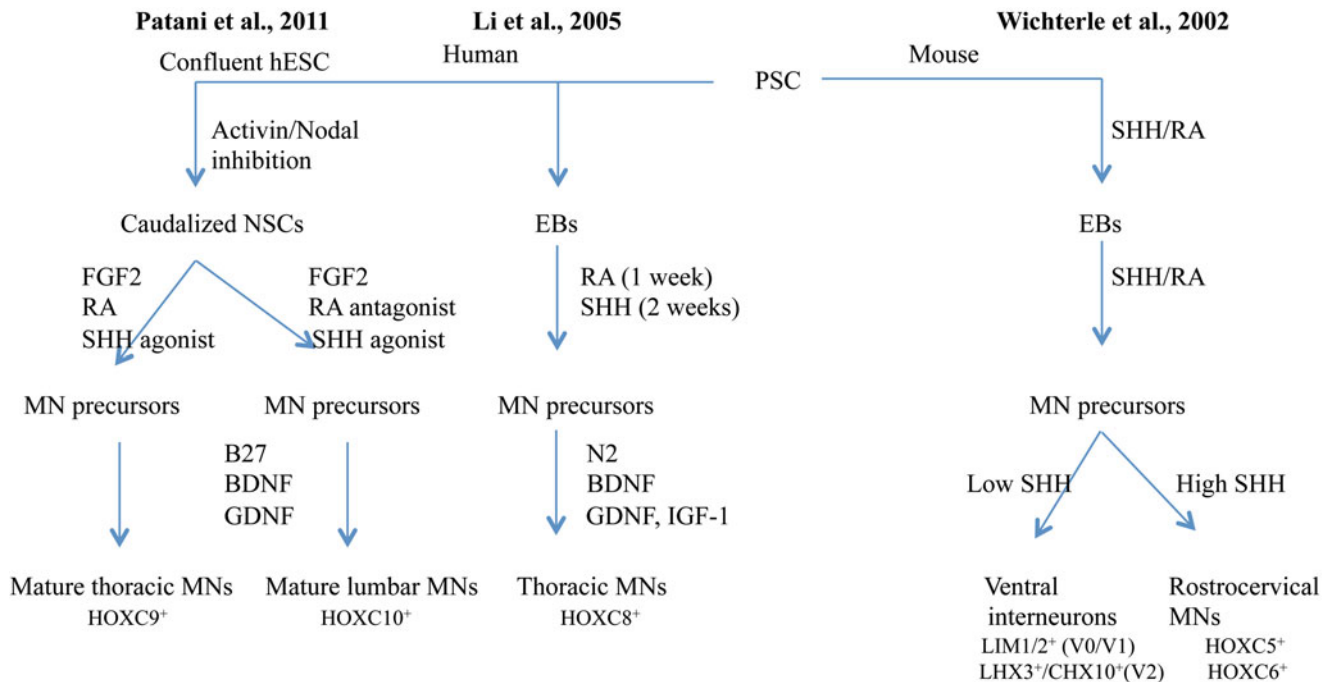 Patani et al., 2011
Li et al., 2005
Wichterle et al., 2002
Confluent hESC
Human
PSC
Mouse
Activin/Nodal
inhibition
SHH/RA
Caudalized NSCs
EBs
EBs
FGF2
RA
SHH agonist
FGF2
RA antagonist
SHH agonist
RA (1 week)
SHH (2 weeks)
SHH/RA
MN precursors
MN precursors
MN precursors
MN precursors
B27
BDNF
GDNF
N2
BDNF
GDNF, IGF-1
Low SHH
High SHH
Mature thoracic MNs
HOXC9⁺
Mature lumbar MNs
HOXC10⁺
Thoracic MNs
HOXC8⁺
Ventral
interneurons
LIM1/2⁺ (V0/V1)
LHX3⁺/CHX10⁺(V2)
Rostrocervical
MNs
HOXC5⁺
HOXC6⁺